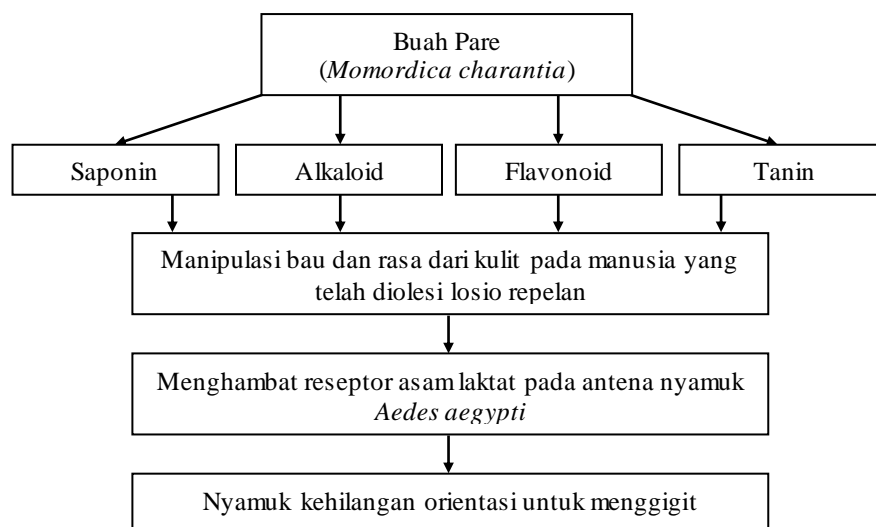 Buah Pare
(Momordica charantia)
Saponin
Alkaloid
Flavonoid
Tanin
Manipulasi bau dan rasa dari kulit pada manusia yang
telah diolesi losio repelan
Menghambat reseptor asam laktat pada antena nyamuk
Aedes aegypti
Nyamuk kehilangan orientasi untuk menggigit